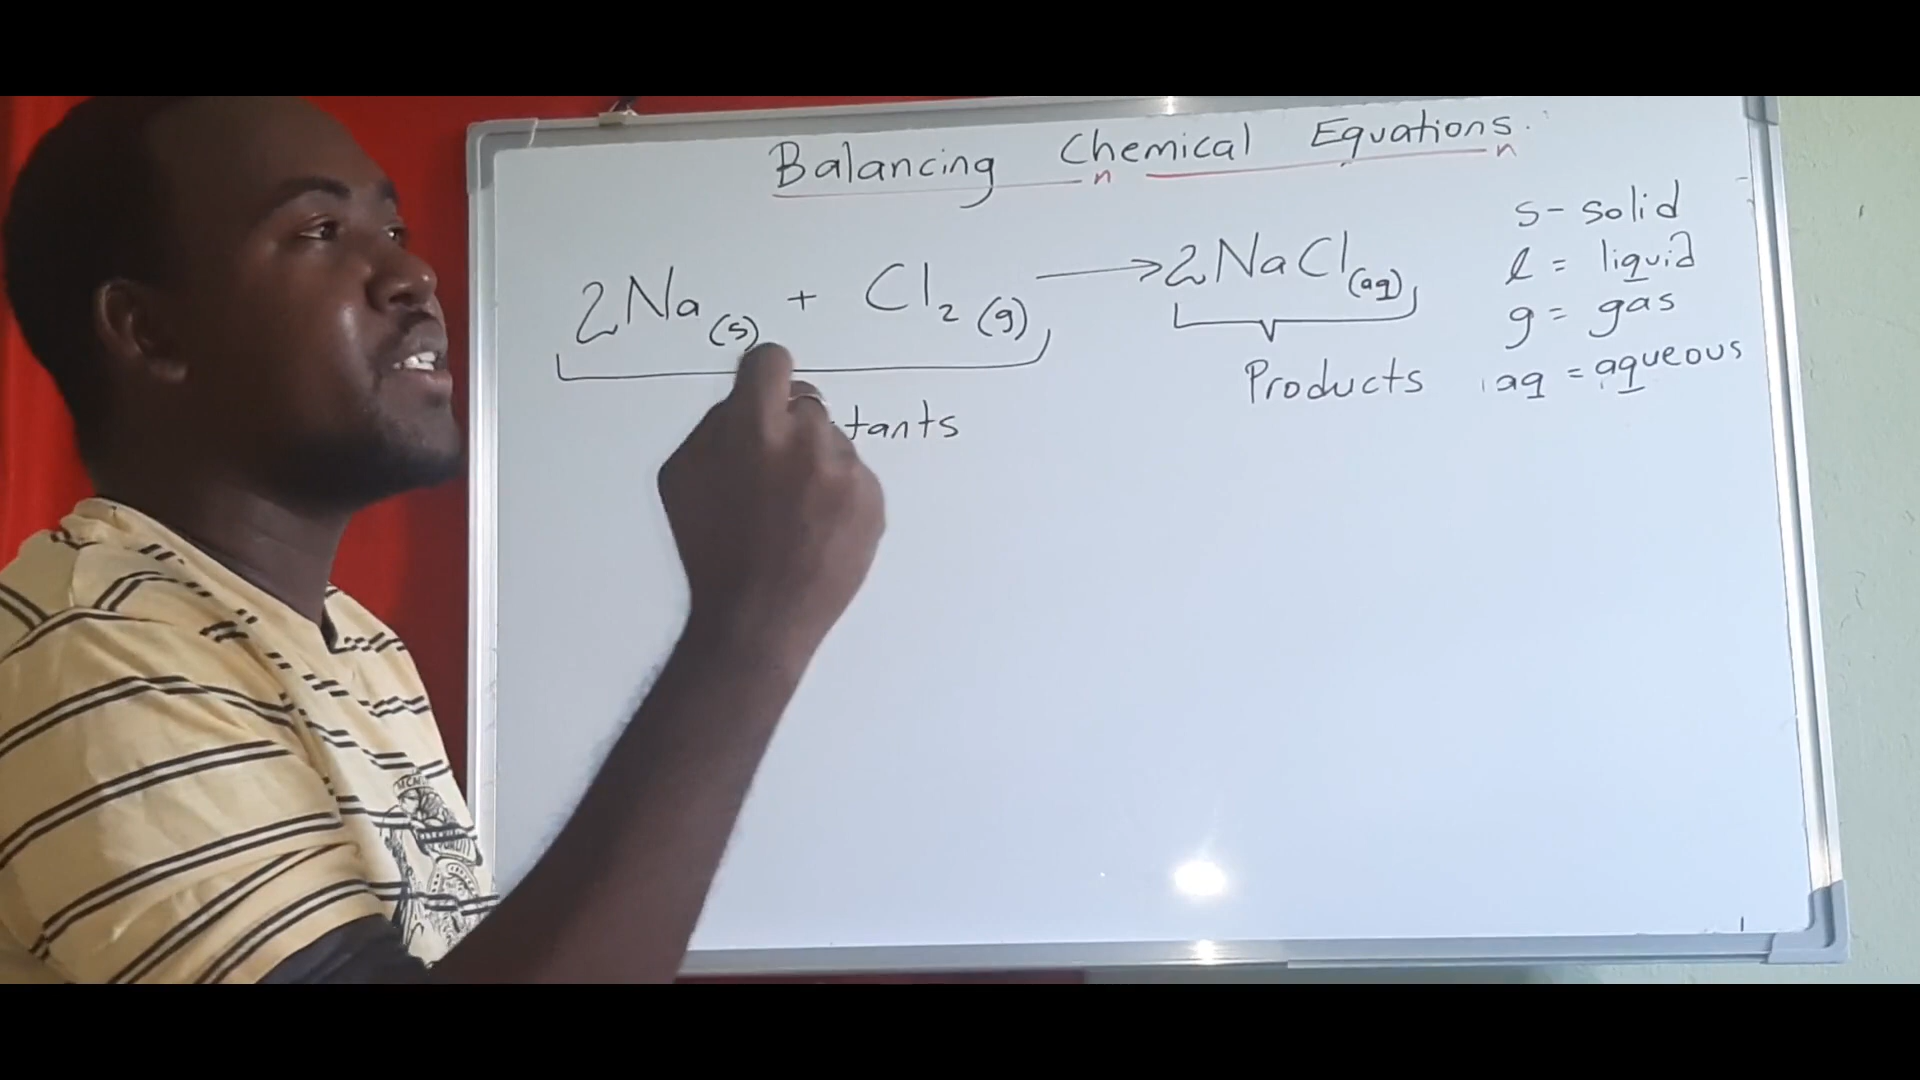 Balancing Chemical Equations.
2Na(s) + Cl2(g) → 2NaCl(aq)
tants
Products
s - solid
l = liquid
g = gas
aq = aqueous